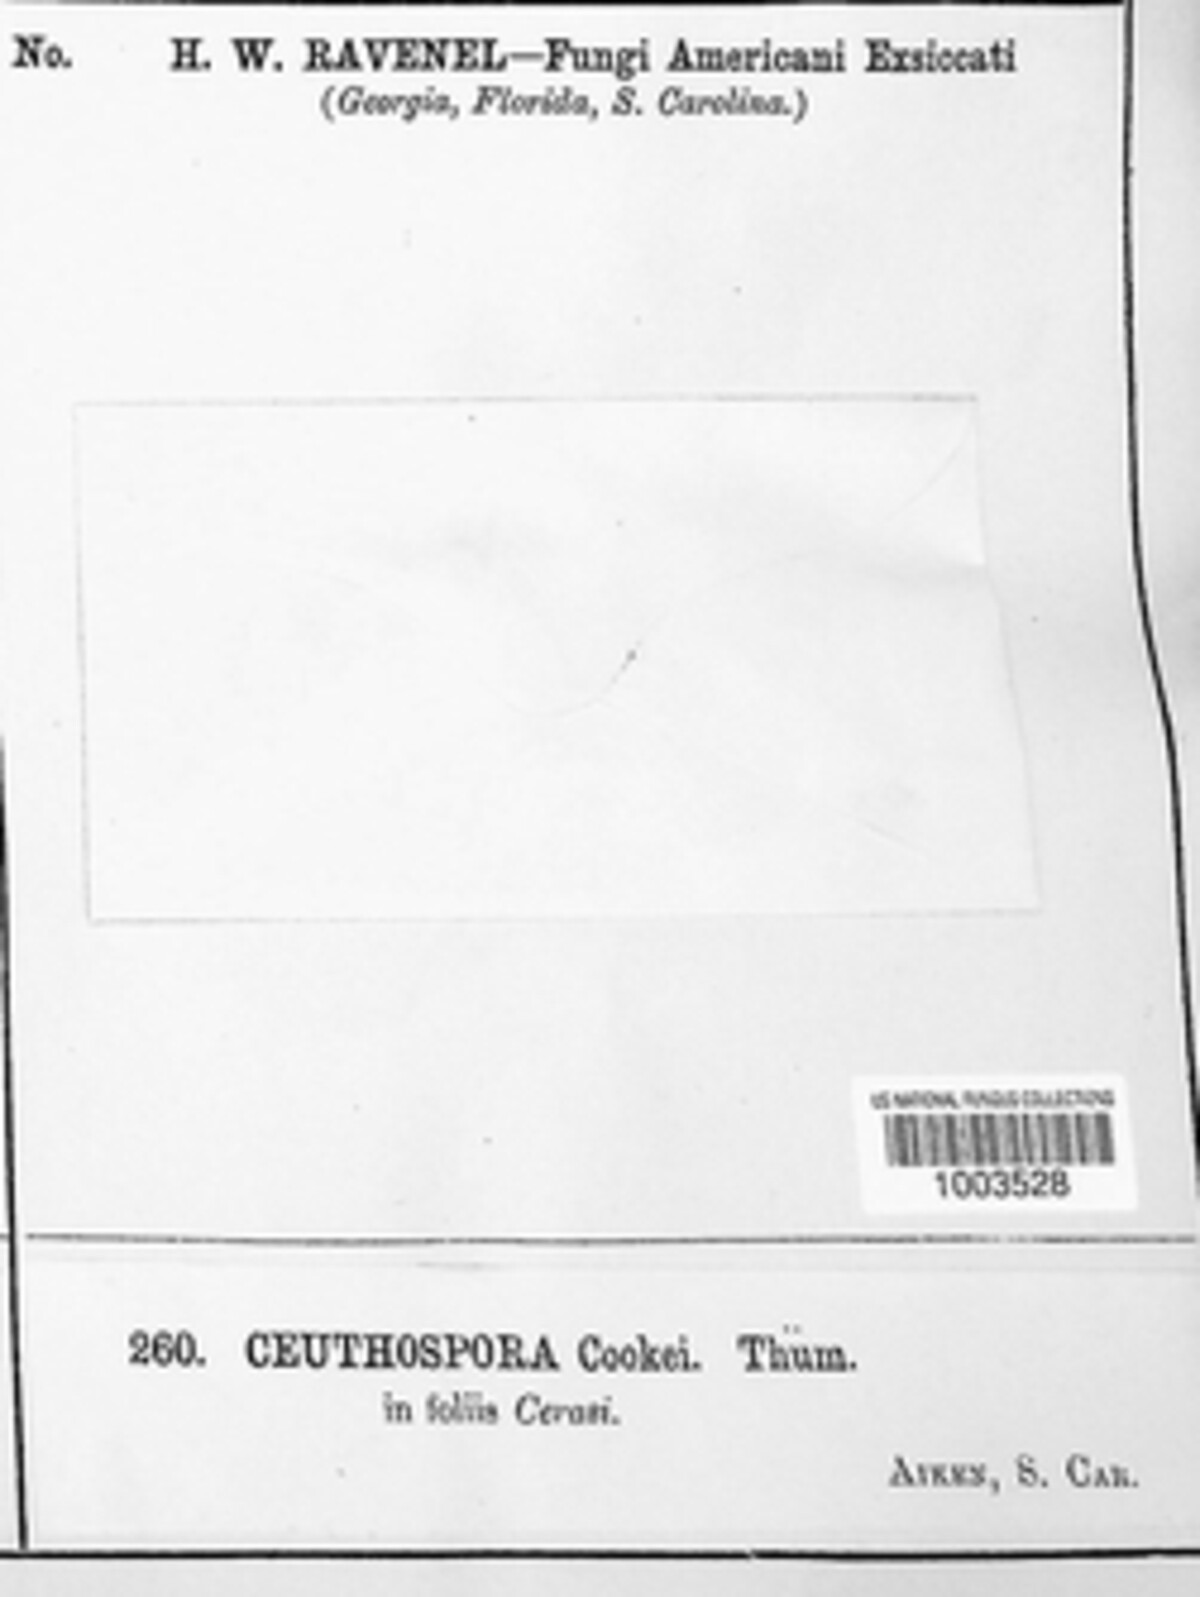 No. H. W. RAVENEL—Fungi Americani Exsiccati
(Georgia, Florida, S. Carolina.)
US NATIONAL FUNGUS COLLECTIONS
1003528
260. CEUTHOSPORA Cookei. Thüm.
in foliis Cerasi.
AIKEN, S. CAR.